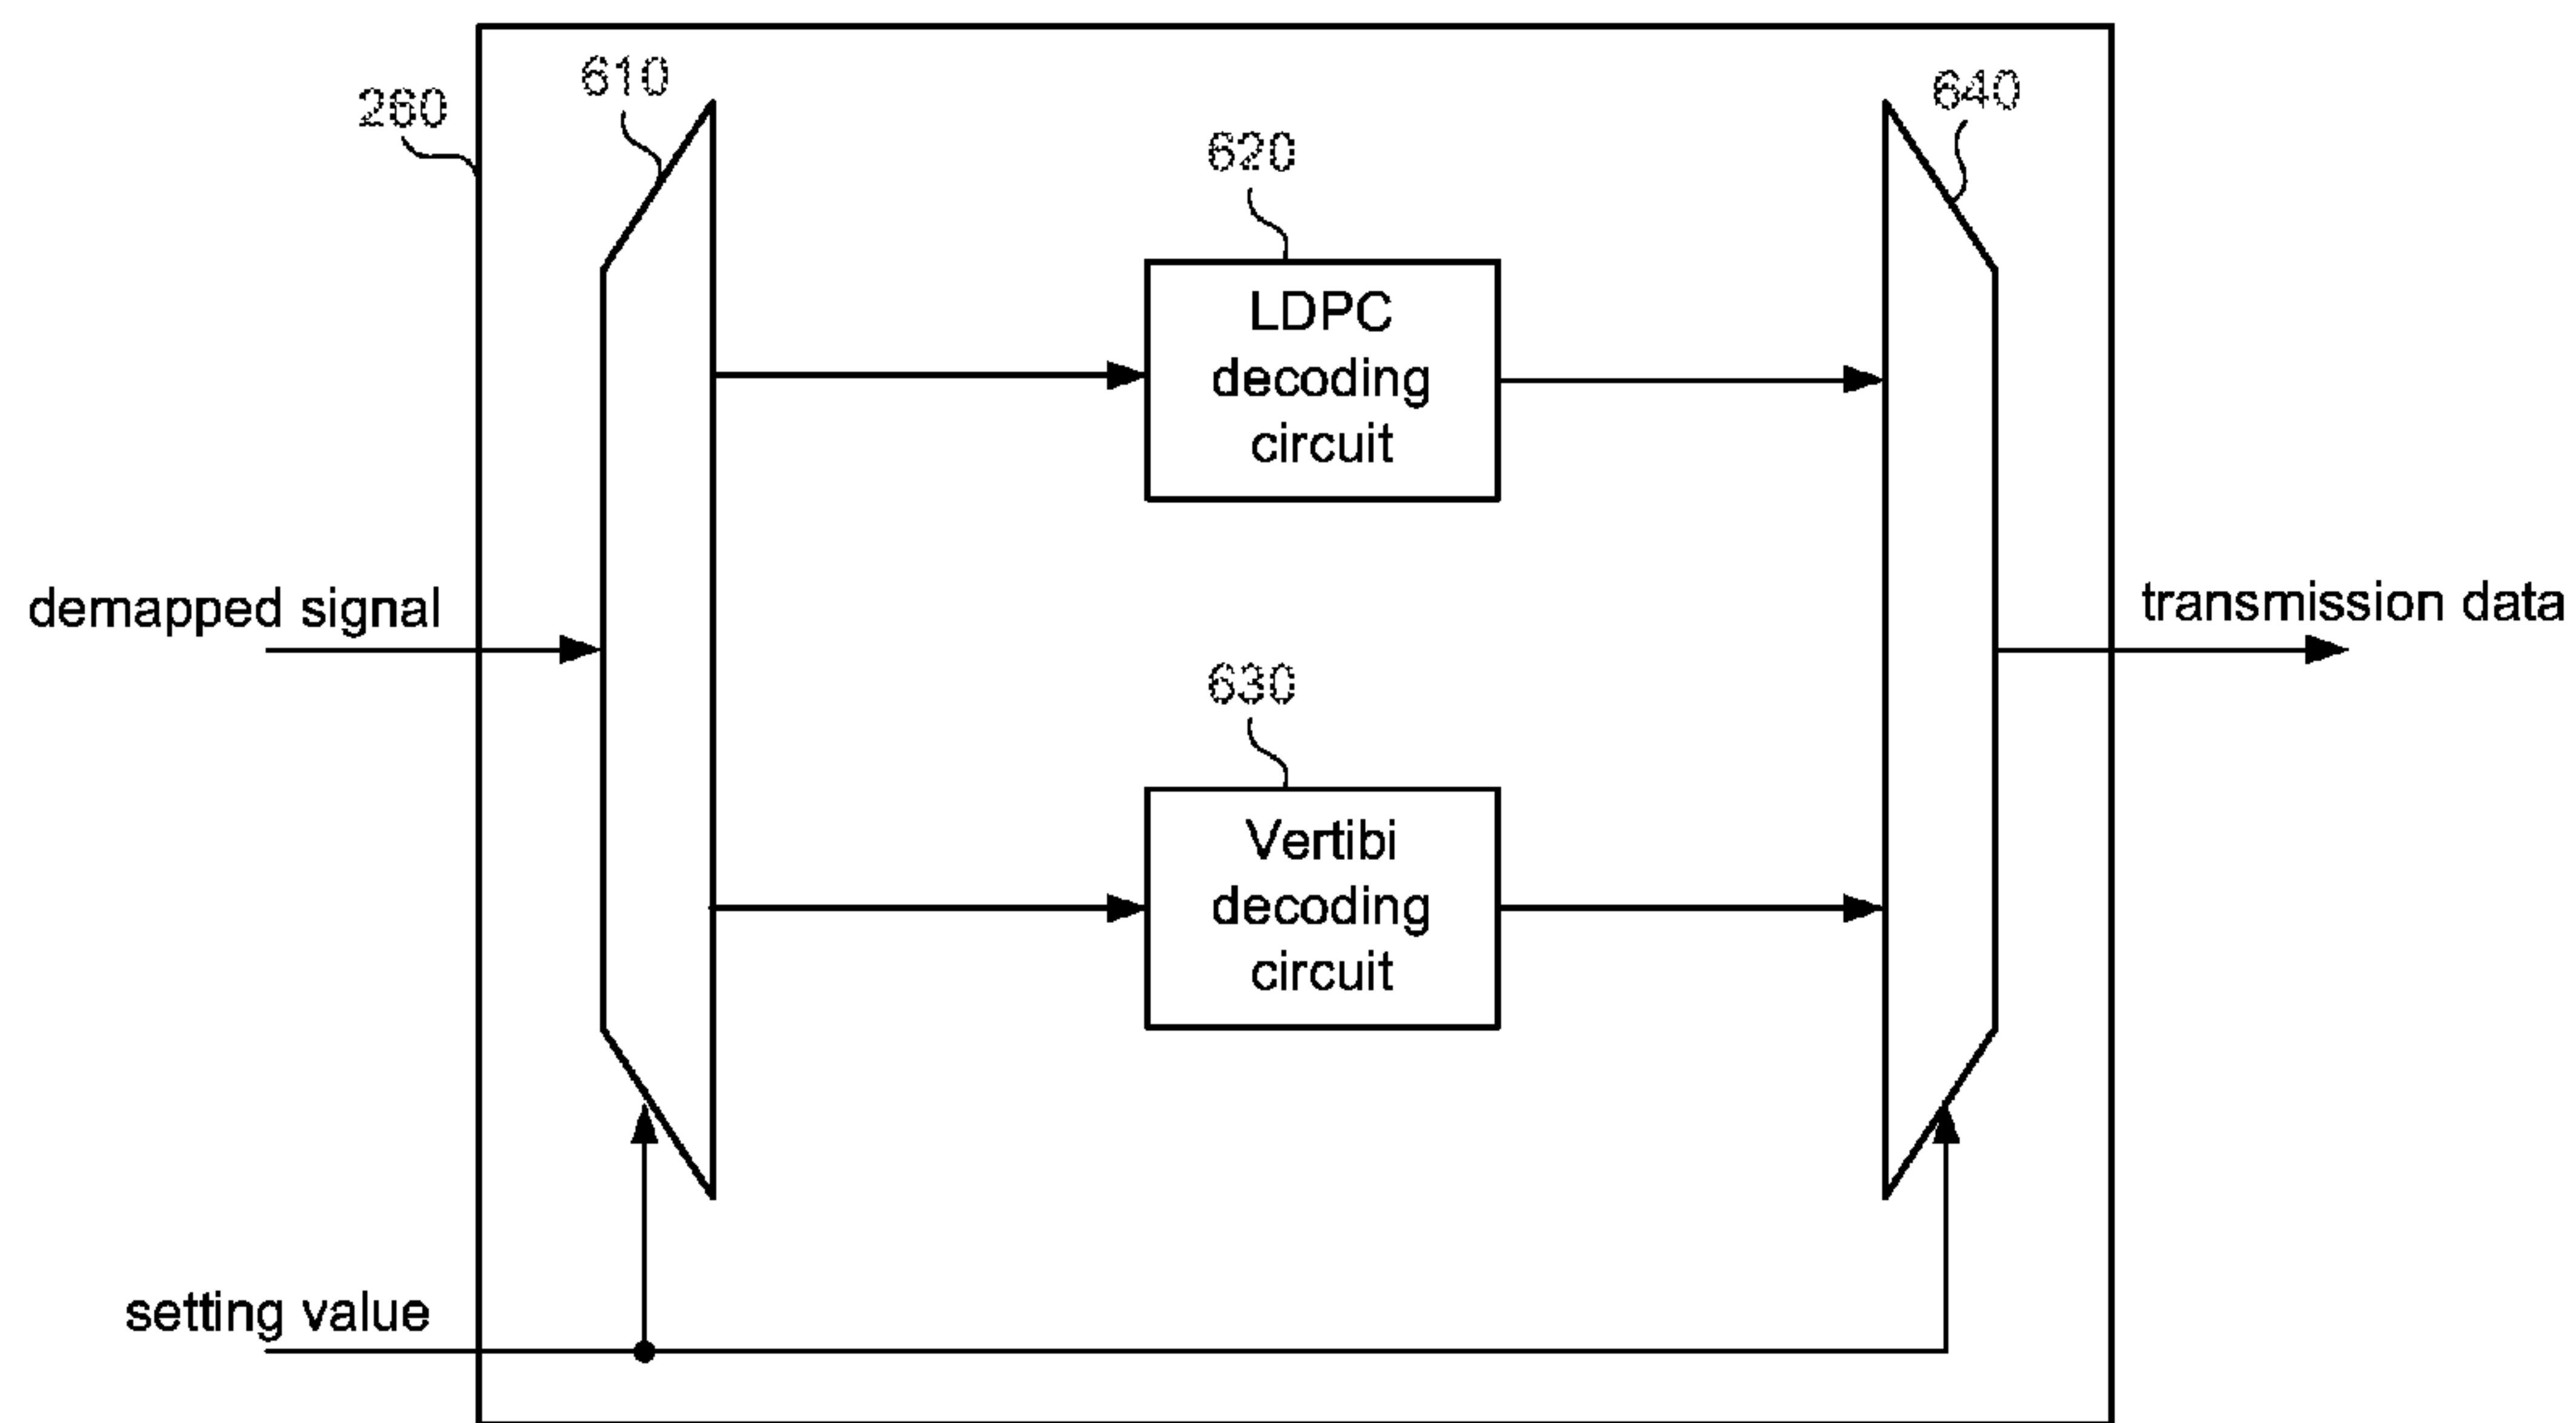 260
610
640
620
LDPC
decoding
circuit
demapped signal
transmission data
630
Vertibi
decoding
circuit
setting value